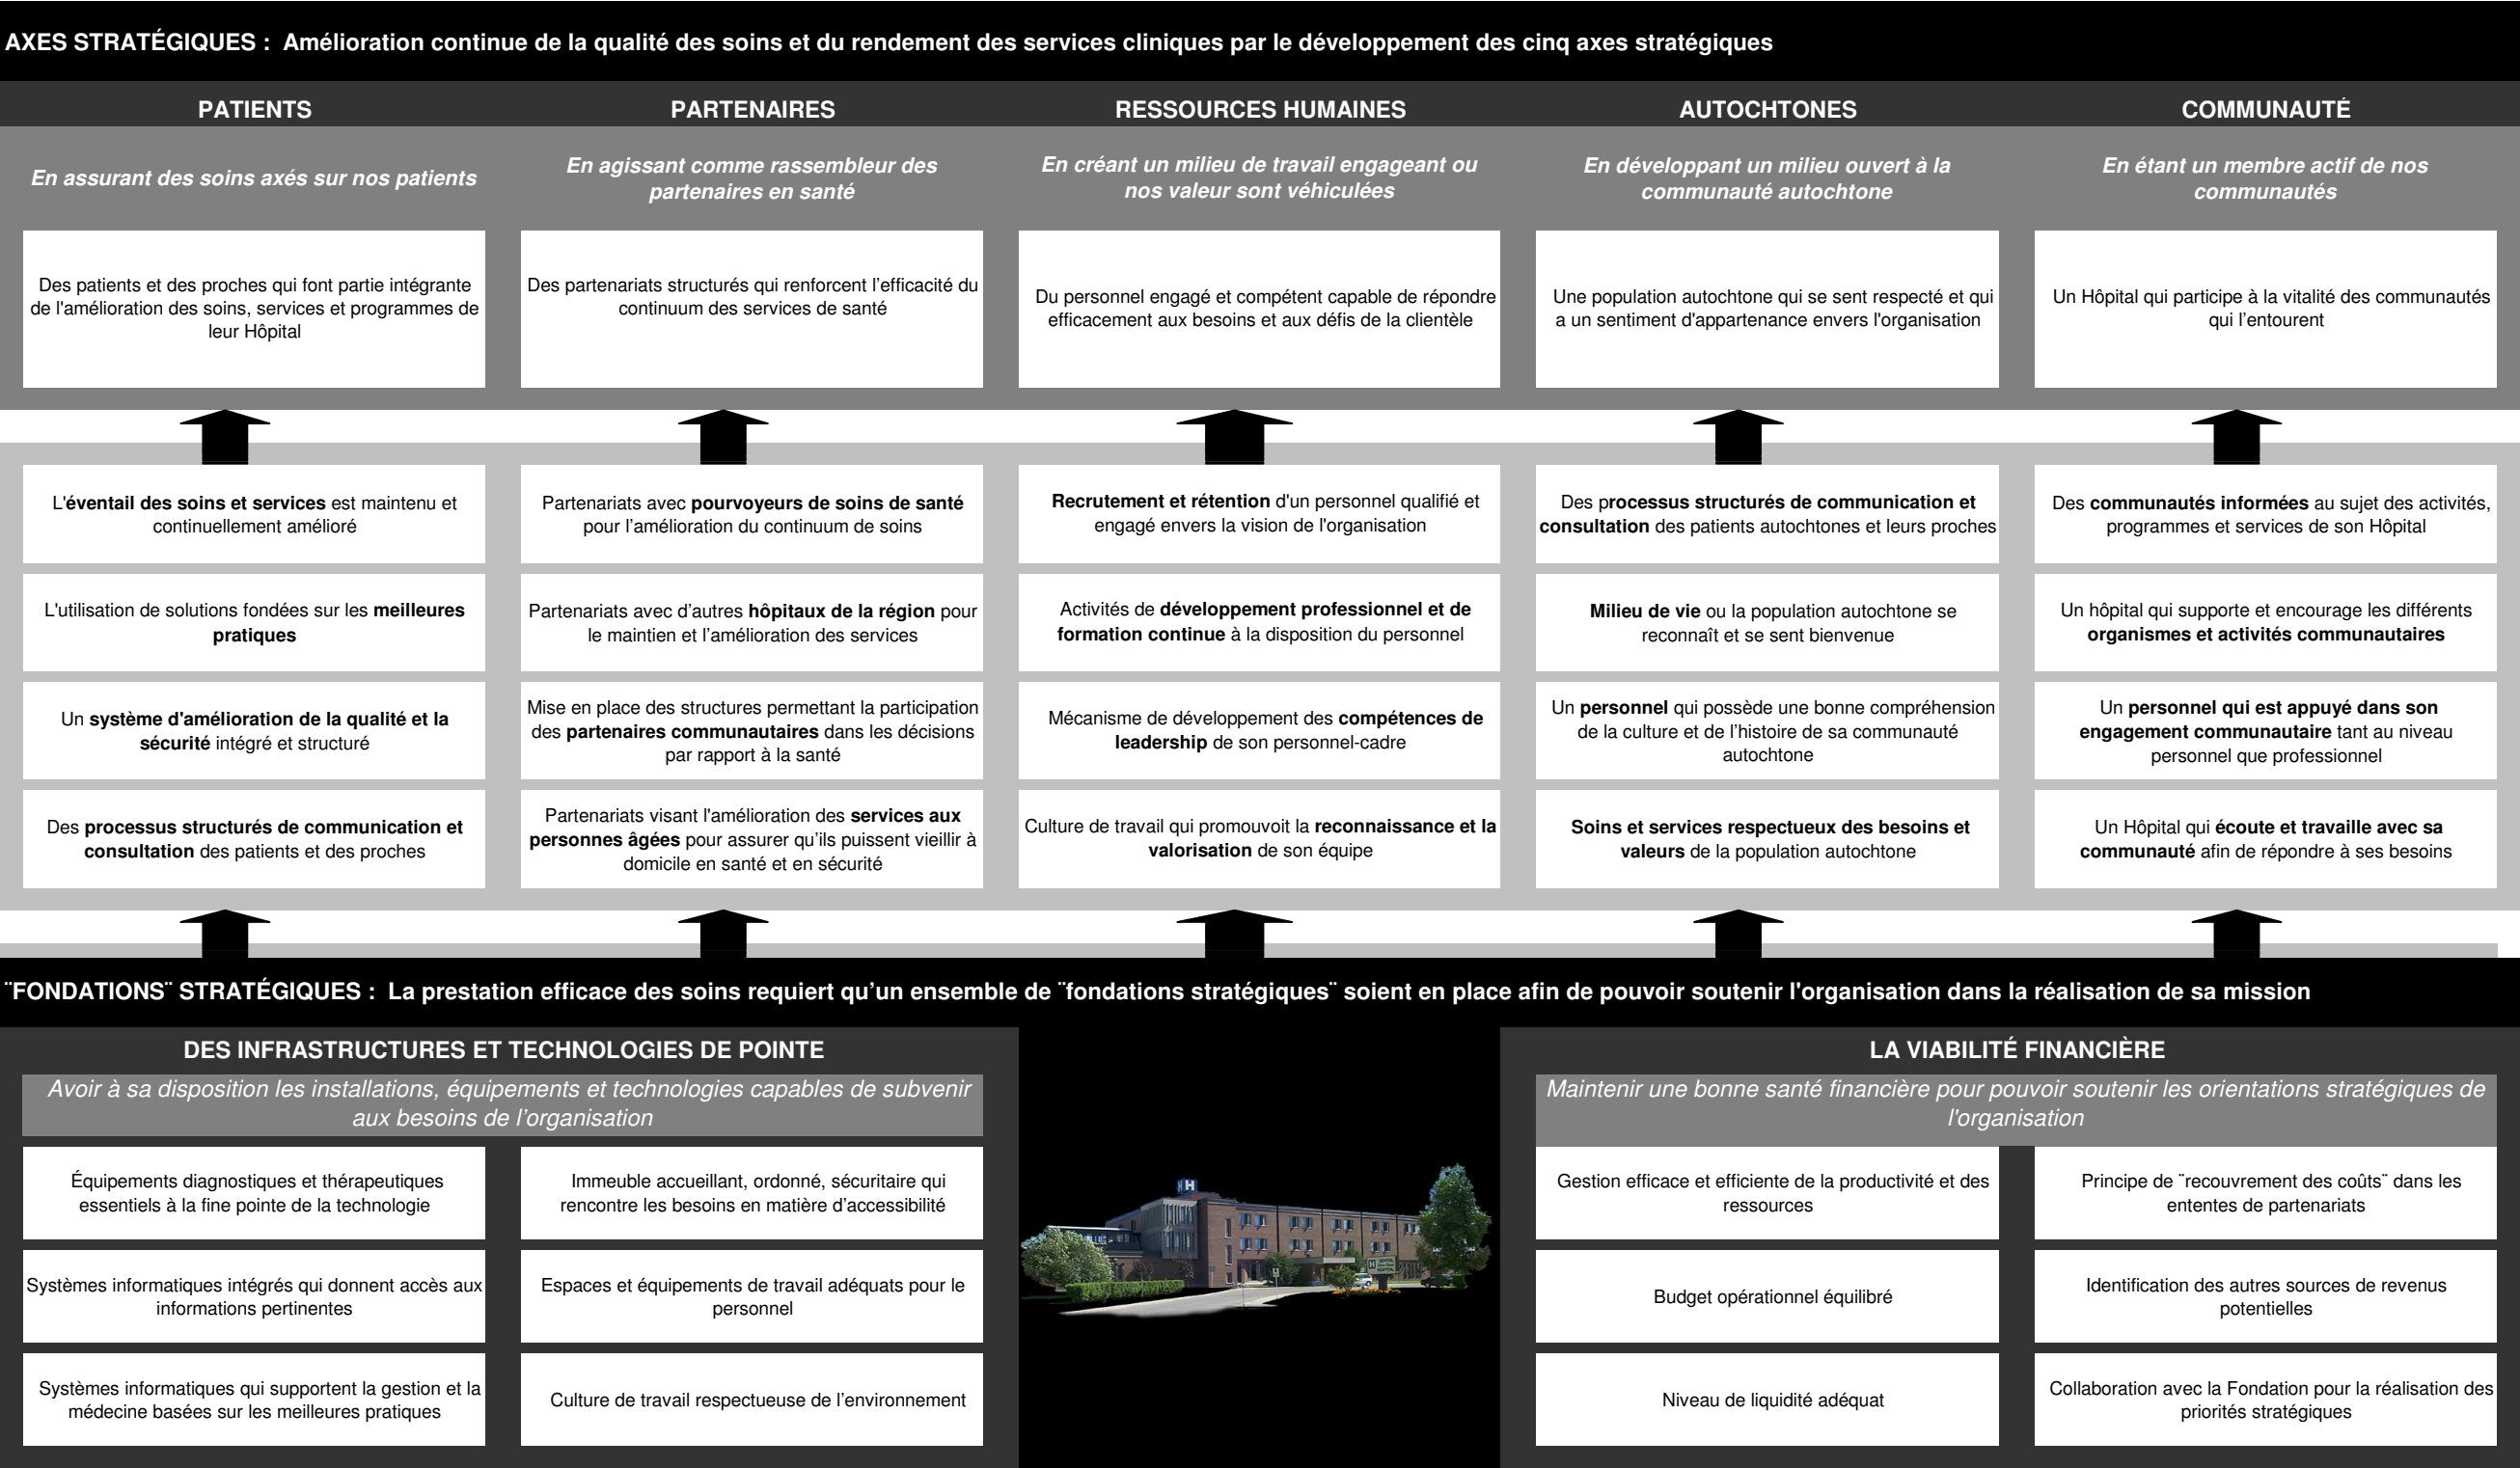 AXES STRATÉGIQUES :  Amélioration continue de la qualité des soins et du rendement des services cliniques par le développement des cinq axes stratégiques
PATIENTS
PARTENAIRES
RESSOURCES HUMAINES
AUTOCHTONES
COMMUNAUTÉ
En assurant des soins axés sur nos patients
En agissant comme rassembleur des
partenaires en santé
En créant un milieu de travail engageant ou
nos valeur sont véhiculées
En développant un milieu ouvert à la
communauté autochtone
En étant un membre actif de nos
communautés
Des patients et des proches qui font partie intégrante
de l'amélioration des soins, services et programmes de
leur Hôpital
Des partenariats structurés qui renforcent l’efficacité du
continuum des services de santé
Du personnel engagé et compétent capable de répondre
efficacement aux besoins et aux défis de la clientèle
Une population autochtone qui se sent respecté et qui
a un sentiment d'appartenance envers l'organisation
Un Hôpital qui participe à la vitalité des communautés
qui l’entourent
L'éventail des soins et services est maintenu et
continuellement amélioré
Partenariats avec pourvoyeurs de soins de santé
pour l’amélioration du continuum de soins
Recrutement et rétention d'un personnel qualifié et
engagé envers la vision de l'organisation
Des processus structurés de communication et
consultation des patients autochtones et leurs proches
Des communautés informées au sujet des activités,
programmes et services de son Hôpital
L'utilisation de solutions fondées sur les meilleures
pratiques
Partenariats avec d’autres hôpitaux de la région pour
le maintien et l’amélioration des services
Activités de développement professionnel et de
formation continue à la disposition du personnel
Milieu de vie ou la population autochtone se
reconnaît et se sent bienvenue
Un hôpital qui supporte et encourage les différents
organismes et activités communautaires
Un système d'amélioration de la qualité et la
sécurité intégré et structuré
Mise en place des structures permettant la participation
des partenaires communautaires dans les décisions
par rapport à la santé
Mécanisme de développement des compétences de
leadership de son personnel-cadre
Un personnel qui possède une bonne compréhension
de la culture et de l’histoire de sa communauté
autochtone
Un personnel qui est appuyé dans son
engagement communautaire tant au niveau
personnel que professionnel
Des processus structurés de communication et
consultation des patients et des proches
Partenariats visant l'amélioration des services aux
personnes âgées pour assurer qu’ils puissent vieillir à
domicile en santé et en sécurité
Culture de travail qui promouvoit la reconnaissance et la
valorisation de son équipe
Soins et services respectueux des besoins et
valeurs de la population autochtone
Un Hôpital qui écoute et travaille avec sa
communauté afin de répondre à ses besoins
¨FONDATIONS¨ STRATÉGIQUES :  La prestation efficace des soins requiert qu’un ensemble de ¨fondations stratégiques¨ soient en place afin de pouvoir soutenir l'organisation dans la réalisation de sa mission
DES INFRASTRUCTURES ET TECHNOLOGIES DE POINTE
Avoir à sa disposition les installations, équipements et technologies capables de subvenir
aux besoins de l’organisation
Équipements diagnostiques et thérapeutiques
essentiels à la fine pointe de la technologie
Immeuble accueillant, ordonné, sécuritaire qui
rencontre les besoins en matière d’accessibilité
Systèmes informatiques intégrés qui donnent accès aux
informations pertinentes
Espaces et équipements de travail adéquats pour le
personnel
Systèmes informatiques qui supportent la gestion et la
médecine basées sur les meilleures pratiques
Culture de travail respectueuse de l’environnement
H
H
LA VIABILITÉ FINANCIÈRE
Maintenir une bonne santé financière pour pouvoir soutenir les orientations stratégiques de
l'organisation
Gestion efficace et efficiente de la productivité et des
ressources
Principe de ¨recouvrement des coûts¨ dans les
ententes de partenariats
Budget opérationnel équilibré
Identification des autres sources de revenus
potentielles
Niveau de liquidité adéquat
Collaboration avec la Fondation pour la réalisation des
priorités stratégiques